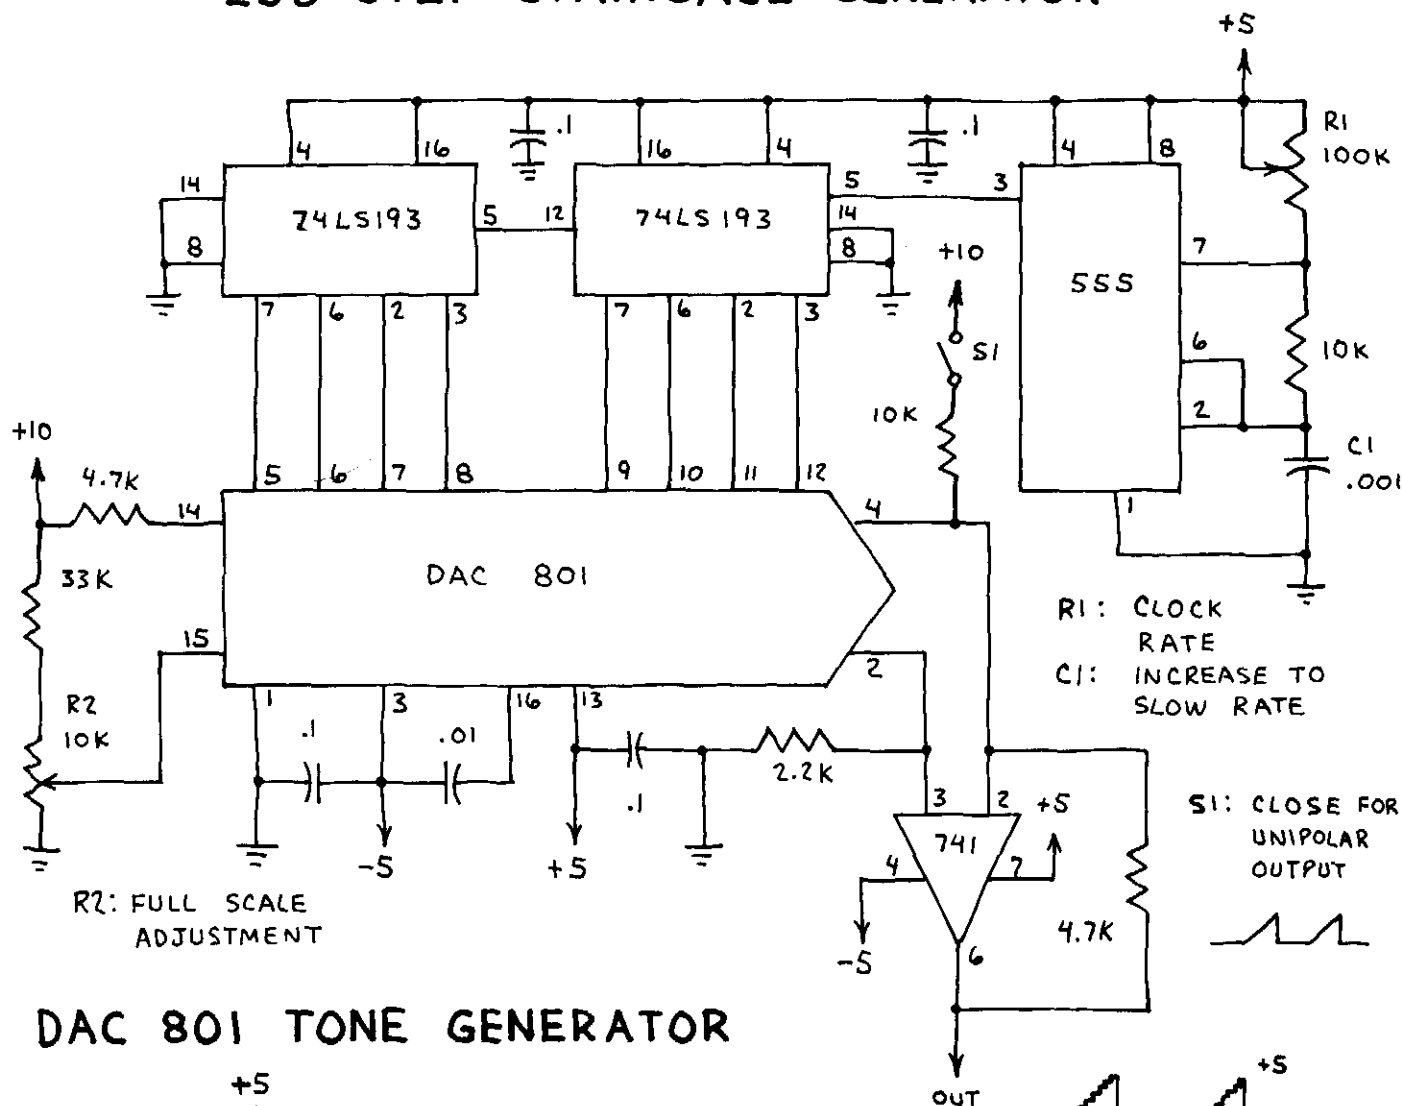 256 STEP STAIRCASE GENERATOR
+5
.1
.1
R1
100K
4
16
16
4
4
8
14
74LS193
5
12
74LS193
5
3
14
8
8
+10
7
555
7
6
2
3
7
6
2
3
S1
6
10K
10K
2
+10
4.7K
5
6
7
8
9
10
11
12
C1
.001
14
4
1
33K
DAC 801
R1: CLOCK
RATE
15
2
C1: INCREASE TO
SLOW RATE
R2
10K
1
.1
3
.01
16
13
2.2K
.1
3
2
+5
S1: CLOSE FOR
UNIPOLAR
OUTPUT
741
-5
+5
4
7
R2: FULL SCALE
ADJUSTMENT
4.7K
-5
6
DAC 801 TONE GENERATOR
+5
OUT
+5